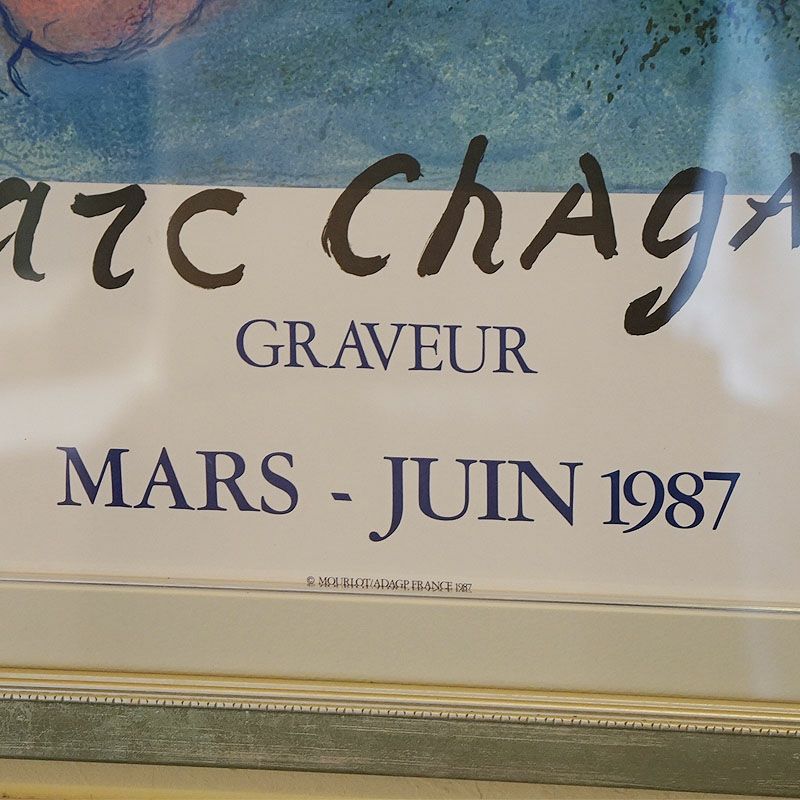 arc ChAgA
GRAVEUR
MARS - JUIN 1987
© MOURLOT/ADAGP, FRANCE 1987